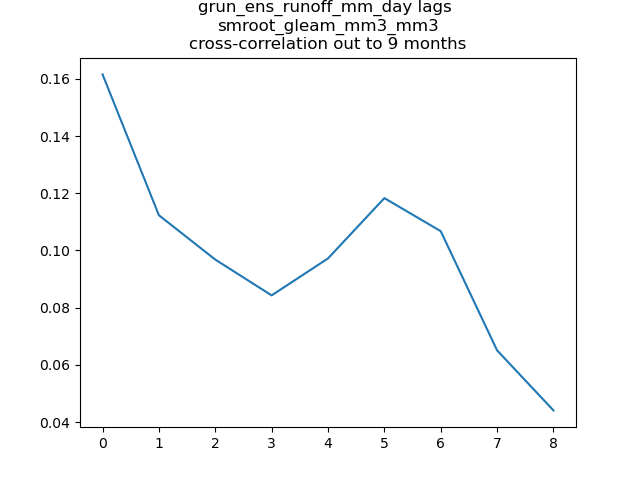 grun_ens_runoff_mm_day lags
smroot_gleam_mm3_mm3
cross-correlation out to 9 months
0.16
0.14
0.12
0.10
0.08
0.06
0.04
0 1 2 3 4 5 6 7 8